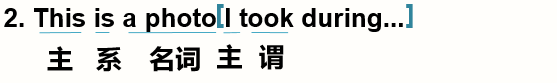 2. This is a photo[I took during...]
主 系 名词 主 谓